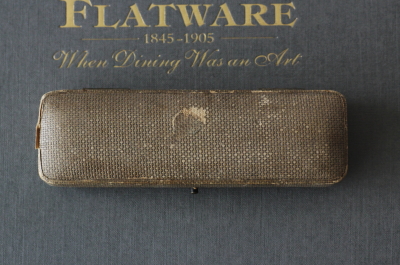 FLATWARE
1845-1905
When Dining Was an Art